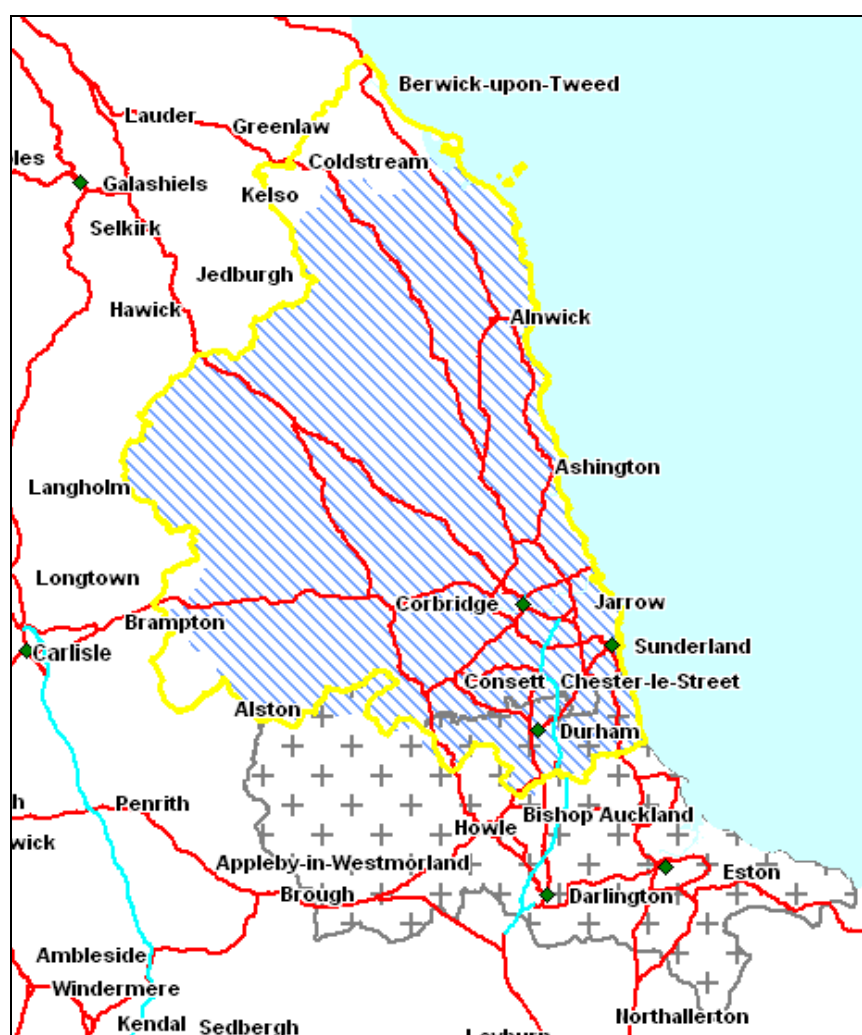 Berwick-upon-Tweed
Lauder
Greenlaw
Coldstream
Galashiels
Kelso
Selkirk
Jedburgh
Hawick
Alnwick
Ashington
Langholm
Longtown
Corbridge
Jarrow
Brampton
Sunderland
Carlisle
Consett
Chester-le-Street
Alston
Durham
Penrith
Bishop Auckland
Howle
Appleby-in-Westmorland
Eston
Brough
Darlington
Ambleside
Windermere
Northallerton
Kendal
Sedbergh